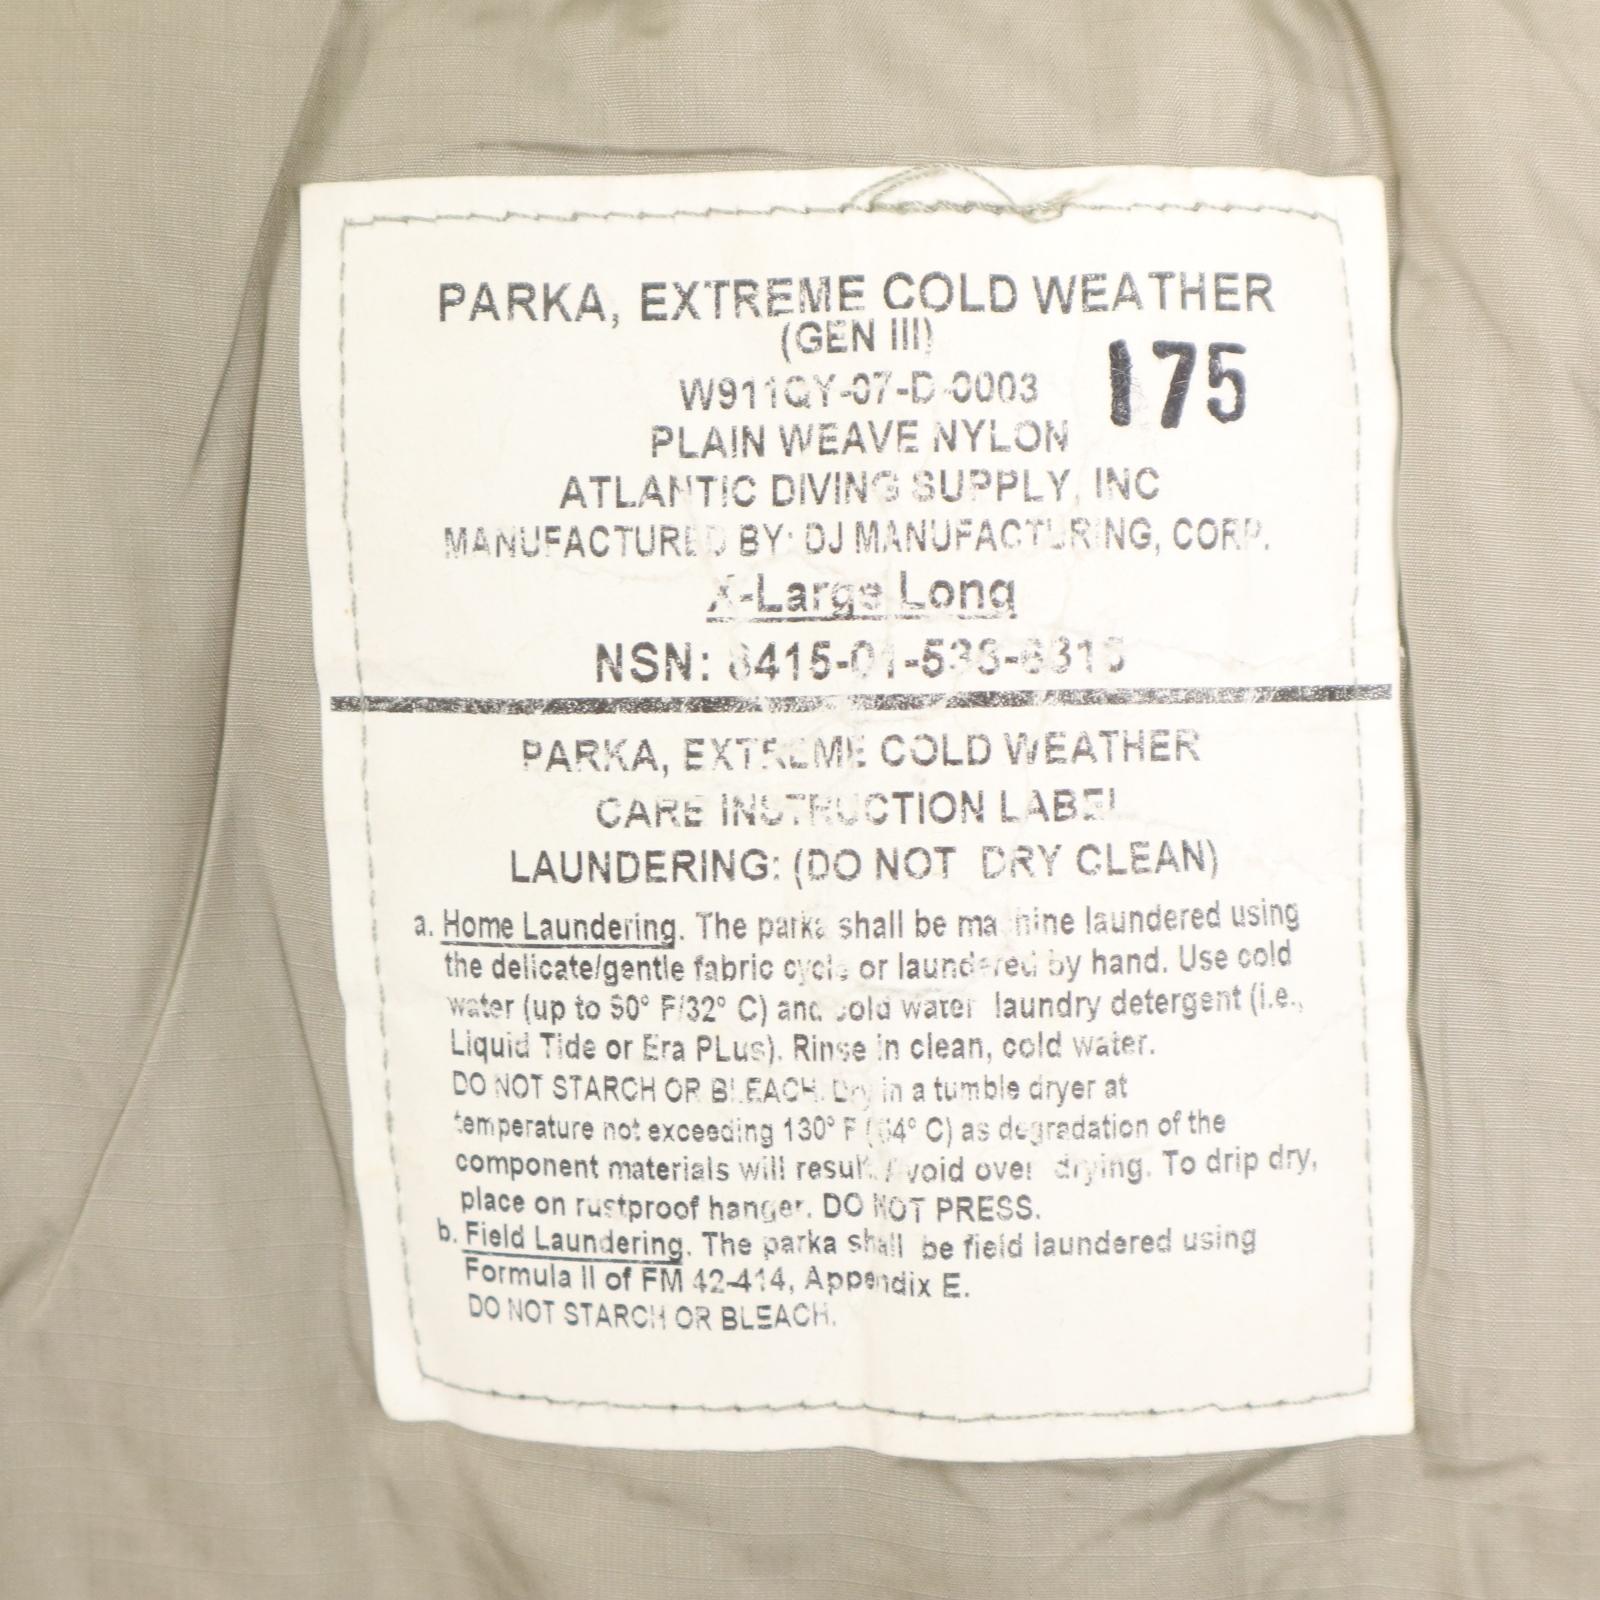 PARKA, EXTREME COLD WEATHER
(GEN III)
W911QY-07-D-0003
175
PLAIN WEAVE NYLON
ATLANTIC DIVING SUPPLY, INC
MANUFACTURED BY: DJ MANUFACTURING, CORP.
X-Large Long
NSN:
PARKA, EXTREME COLD WEATHER
CARE INSTRUCTION LABEL
LAUNDERING: (DO NOT DRY CLEAN)
a. Home Laundering. The parka shall be machine laundered using
the delicate/gentle fabric cycle or laundered by hand. Use cold
water (up to 90° F/32° C) and cold water laundry detergent (i.e.,
Liquid Tide or Era PLus). Rinse in clean, cold water.
DO NOT STARCH OR BLEACH. Dry in a tumble dryer at
temperature not exceeding 130° F (54° C) as degradation of the
component materials will result. Avoid over drying. To drip dry,
place on rustproof hanger. DO NOT PRESS.
b. Field Laundering. The parka shall be field laundered using
Formula II of FM 42-414, Appendix E.
DO NOT STARCH OR BLEACH.